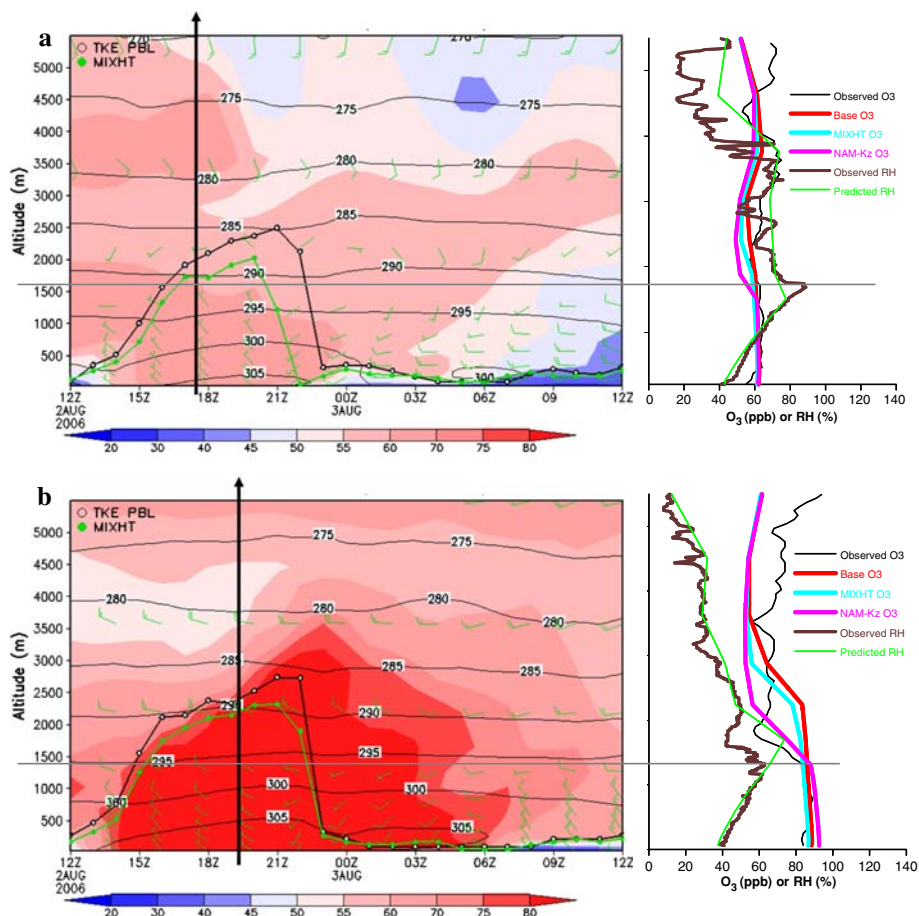 a
TKE PBL
MIXHT
Altitude (m)
5500
5000
4500
4000
3500
3000
2500
2000
1500
1000
500
270
270
275
275
280
280
285
285
290
290
295
295
300
300
305
12Z
15Z
18Z
21Z
00Z
03Z
06Z
09Z
12Z
2AUG
2006
3AUG
20 30 40 45 50 55 60 70 75 80
Observed O3
Base O3
MIXHT O3
NAM-Kz O3
Observed RH
Predicted RH
0 20 40 60 80 100 120 140
O3 (ppb) or RH (%)
b
TKE PBL
MIXHT
Altitude (m)
5000
4500
4000
3500
3000
2500
2000
1500
1000
500
275
275
280
280
285
285
290
290
295
295
300
300
300
305
305
12Z
15Z
18Z
21Z
00Z
03Z
06Z
09Z
12Z
2AUG
2006
3AUG
20 30 40 45 50 55 60 70 75 80
Observed O3
Base O3
MIXHT O3
NAM-Kz O3
Observed RH
Predicted RH
0 20 40 60 80 100 120 140
O3 (ppb) or RH (%)